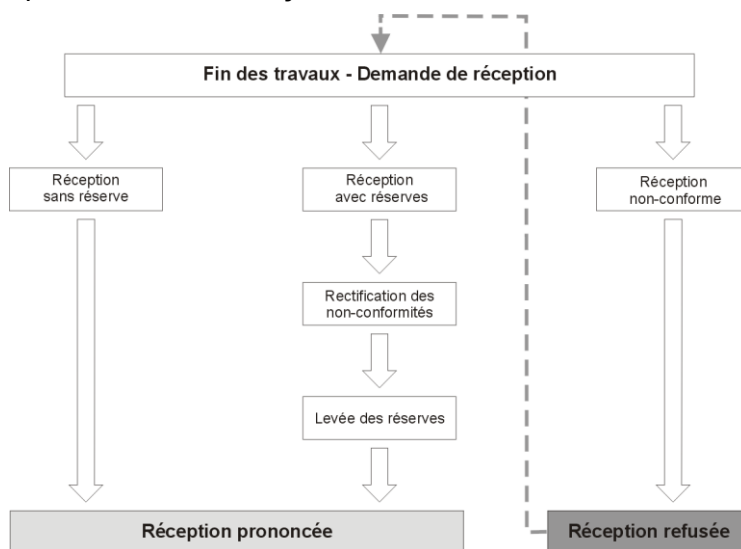 Fin des travaux - Demande de réception
Réception
sans réserve
Réception
avec réserves
Réception
non-conforme
Rectification des
non-conformités
Levée des réserves
Réception prononcée
Réception refusée